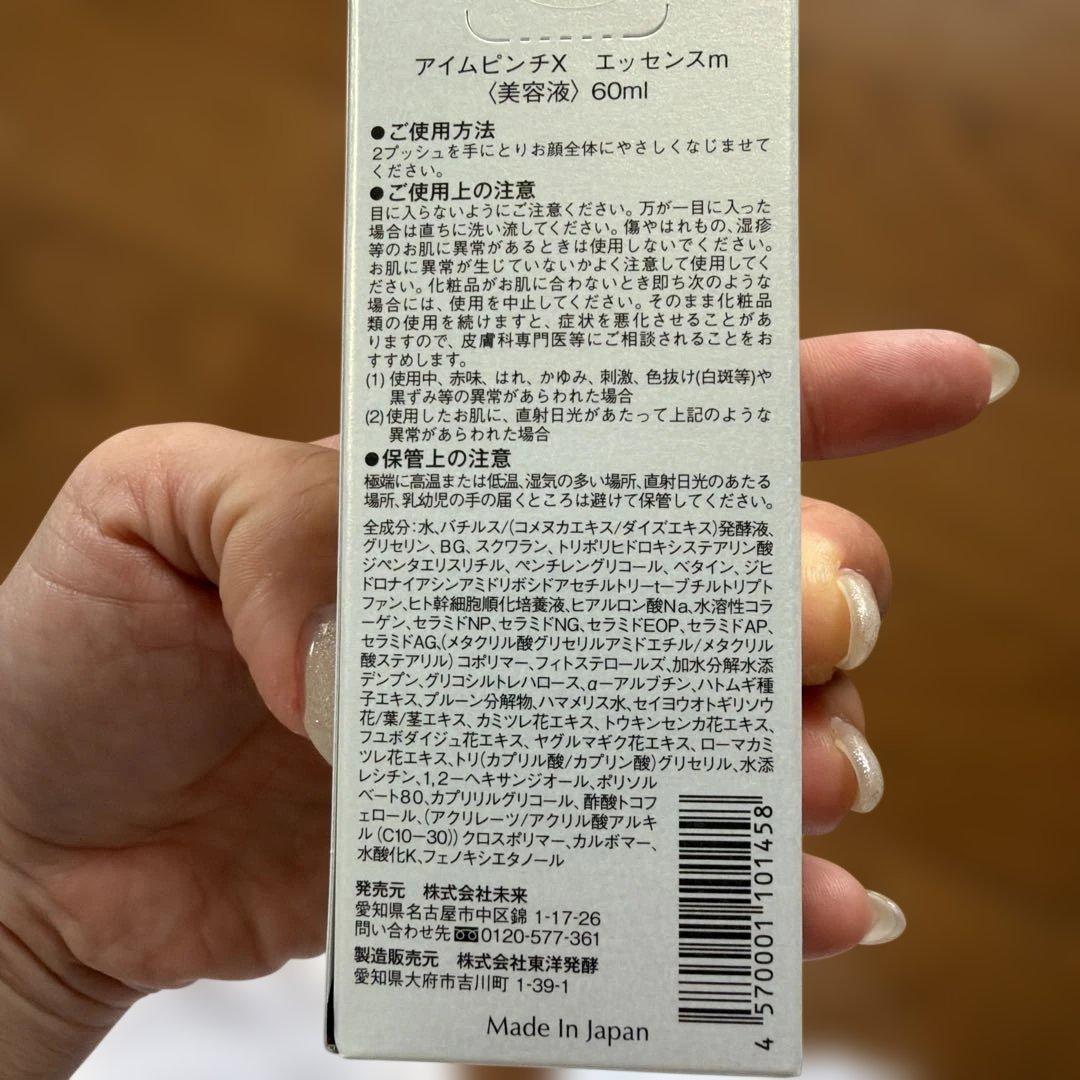 アイムピンチX　エッセンスm
〈美容液〉60ml
●ご使用方法
2プッシュを手にとりお顔全体にやさしくなじませて
ください。
●ご使用上の注意
目に入らないようにご注意ください。万が一目に入った
場合は直ちに洗い流してください。傷やはれもの、湿疹
等のお肌に異常があるときは使用しないでください。
お肌に異常が生じていないかよく注意して使用してく
ださい。化粧品がお肌に合わないとき即ち次のような
場合には、使用を中止してください。そのまま化粧品
類の使用を続けますと、症状を悪化させることがあ
りますので、皮膚科専門医等にご相談されることをお
すすめします。
(1) 使用中、赤味、はれ、かゆみ、刺激、色抜け(白斑等)や
黒ずみ等の異常があらわれた場合
(2)使用したお肌に、直射日光があたって上記のような
異常があらわれた場合
●保管上の注意
極端に高温または低温、湿気の多い場所、直射日光のあたる
場所、乳幼児の手の届くところは避けて保管してください。
全成分：水、バチルス/(コメヌカエキス/ダイズエキス)発酵液、
グリセリン、BG、スクワラン、トリポリヒドロキシステアリン酸
ジペンタエリスリチル、ペンチレングリコール、ベタイン、ジヒ
ドロナイアシンアミドリボシドアセチルトリーt−ブチルトリプト
ファン、ヒト幹細胞順化培養液、ヒアルロン酸Na、水溶性コラ
ーゲン、セラミドNP、セラミドNG、セラミドEOP、セラミドAP、
セラミドAG、(メタクリル酸グリセリルアミドエチル/メタクリル
酸ステアリル)コポリマー、フィトステロールズ、加水分解水添
デンプン、グリコシルトレハロース、α−アルブチン、ハトムギ種
子エキス、プルーン分解物、ハマメリス水、セイヨウオトギリソウ
花/葉/茎エキス、カミツレ花エキス、トウキンセンカ花エキス、
フユボダイジュ花エキス、ヤグルマギク花エキス、ローマカミ
ツレ花エキス、トリ(カプリル酸/カプリン酸)グリセリル、水添
レシチン、1,2−ヘキサンジオール、ポリソル
ベート80、カプリリルグリコール、酢酸トコフ
ェロール、(アクリレーツ/アクリル酸アルキ
ル(C10−30))クロスポリマー、カルボマー、
水酸化K、フェノキシエタノール
発売元　株式会社未来
愛知県名古屋市中区錦 1-17-26
問い合わせ先 0120-577-361
製造販売元　株式会社東洋発酵
愛知県大府市吉川町 1-39-1
Made In Japan
4 570001 101458